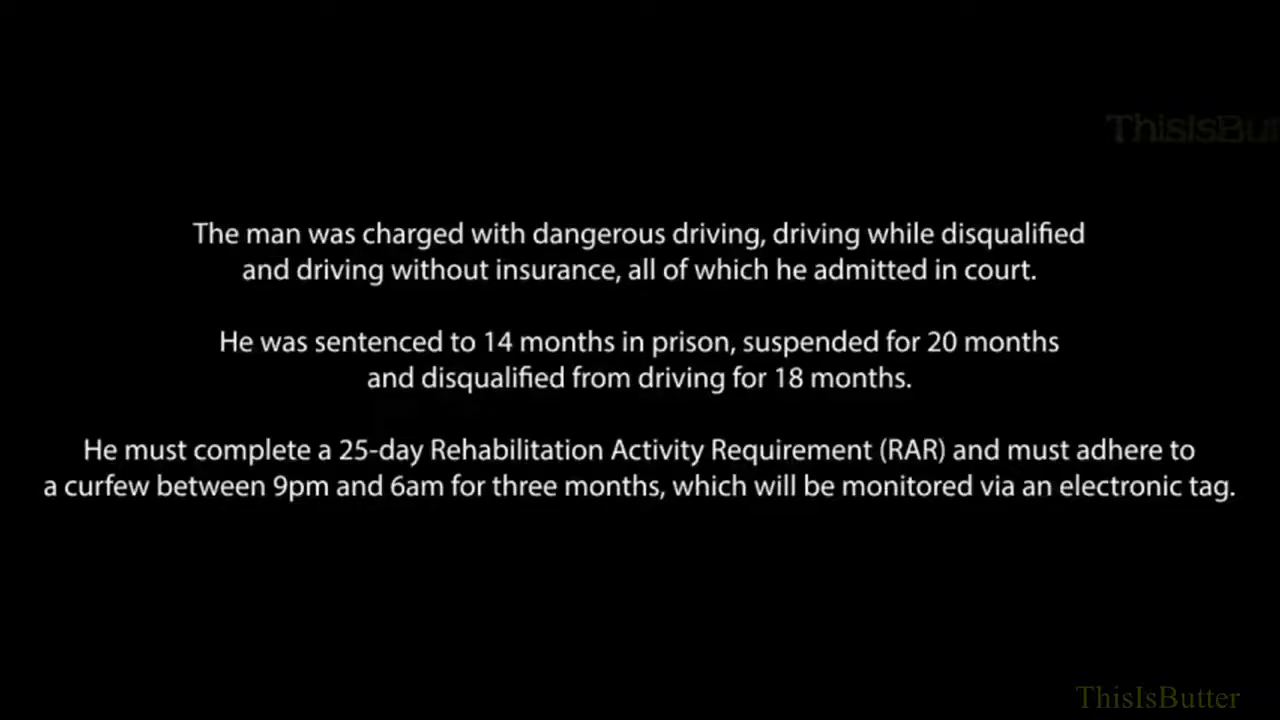 ThisIsBut
The man was charged with dangerous driving, driving while disqualified
and driving without insurance, all of which he admitted in court.
He was sentenced to 14 months in prison, suspended for 20 months
and disqualified from driving for 18 months.
He must complete a 25-day Rehabilitation Activity Requirement (RAR) and must adhere to
a curfew between 9pm and 6am for three months, which will be monitored via an electronic tag.
ThisIsButter